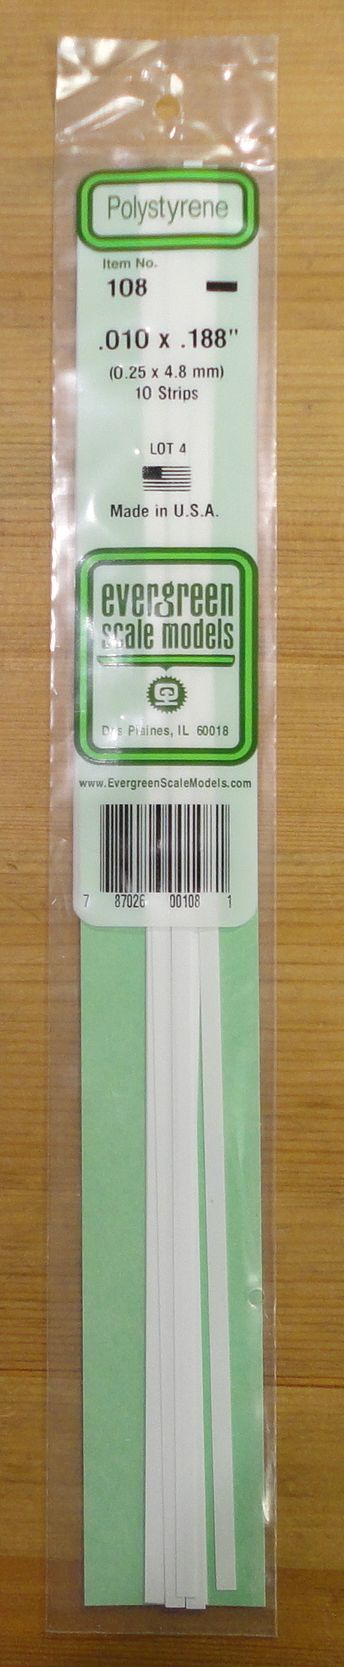 Polystyrene
Item No.
108
.010 x .188"
(0.25 x 4.8 mm)
10 Strips
LOT 4
Made in U.S.A.
evergreen
scale models
Des Plaines, IL 60018
www.EvergreenScaleModels.com
7 87026 00108 1